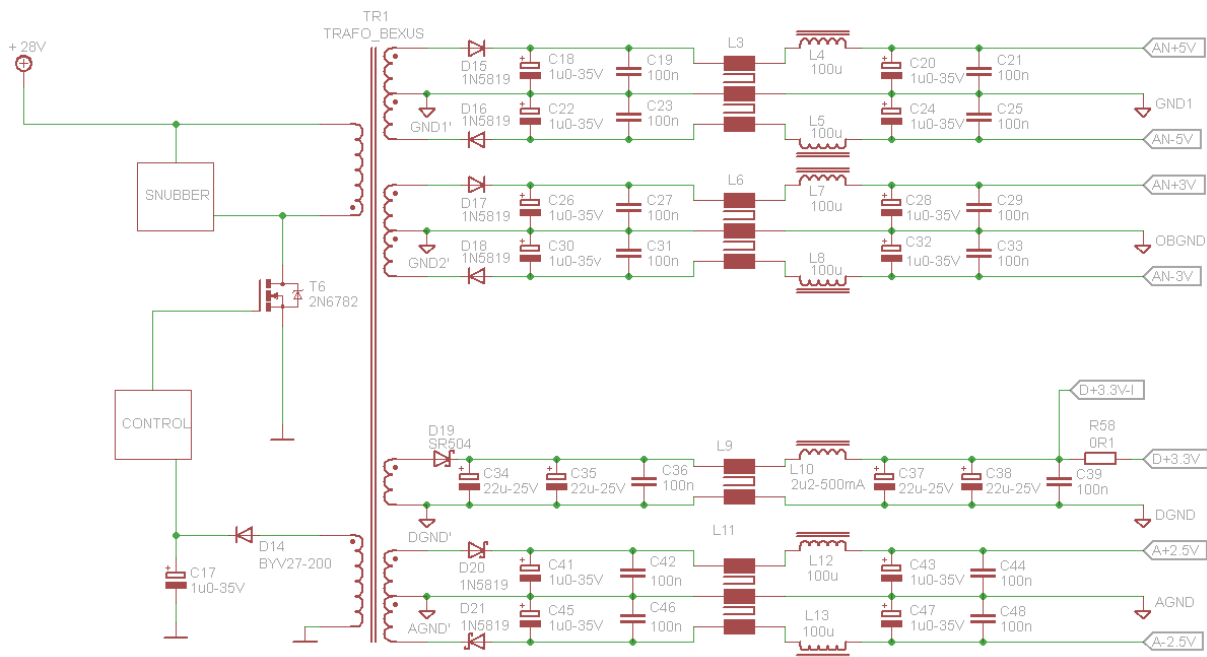 TR1
TRAFO_BEXUS
+ 28V
SNUBBER
T6
2N6782
CONTROL
D14
BYV27-200
C17
1u0-35V
D15
1N5819
C18
1u0-35V
C19
100n
L3
L4
100u
C20
1u0-35V
C21
100n
AN+5V
GND1'
D16
1N5819
C22
1u0-35V
C23
100n
L5
100u
C24
1u0-35V
C25
100n
GND1
AN-5V
D17
1N5819
C26
1u0-35V
C27
100n
L6
L7
100u
C28
1u0-35V
C29
100n
AN+3V
GND2'
D18
1N5819
C30
1u0-35V
C31
100n
L8
100u
C32
1u0-35V
C33
100n
OBGND
AN-3V
D+3.3V-I
D19
SR504
C34
22u-25V
C35
22u-25V
C36
100n
L9
L10
2u2-500mA
C37
22u-25V
C38
22u-25V
C39
100n
R58
0R1
D+3.3V
DGND'
DGND
D20
1N5819
C41
1u0-35V
C42
100n
L11
L12
100u
C43
1u0-35V
C44
100n
A+2.5V
AGND'
D21
1N5819
C45
1u0-35V
C46
100n
L13
100u
C47
1u0-35V
C48
100n
AGND
A-2.5V